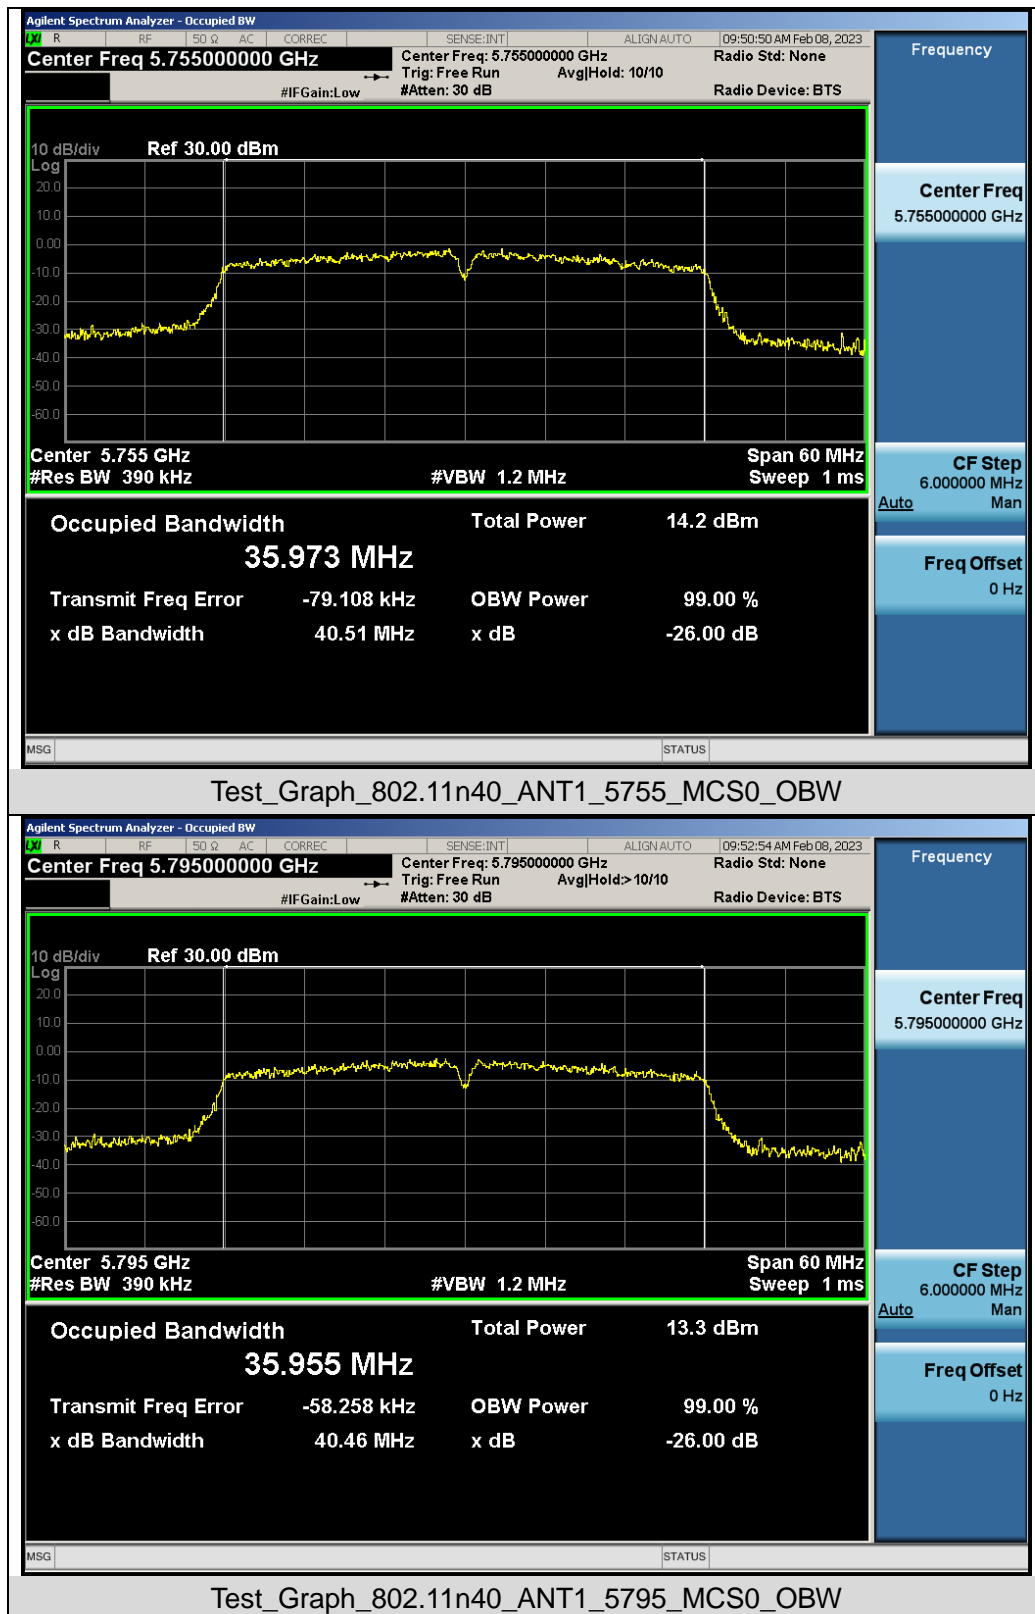 Agilent Spectrum Analyzer - Occupied BW
LXI R RF 50 Ω AC CORREC SENSE:INT ALIGN AUTO 09:50:50 AM Feb 08, 2023
Center Freq 5.755000000 GHz
Center Freq: 5.755000000 GHz Radio Std: None
Trig: Free Run Avg|Hold: 10/10
#IFGain:Low #Atten: 30 dB Radio Device: BTS
Frequency
10 dB/div Ref 30.00 dBm
Log
20.0
10.0
0.00
-10.0
-20.0
-30.0
-40.0
-50.0
-60.0
Center Freq
5.755000000 GHz
Center 5.755 GHz Span 60 MHz
#Res BW 390 kHz #VBW 1.2 MHz Sweep 1 ms
CF Step
6.000000 MHz
Auto Man
Freq Offset
0 Hz
Occupied Bandwidth Total Power 14.2 dBm
35.973 MHz
Transmit Freq Error -79.108 kHz OBW Power 99.00 %
x dB Bandwidth 40.51 MHz x dB -26.00 dB
MSG STATUS
Test_Graph_802.11n40_ANT1_5755_MCS0_OBW
Agilent Spectrum Analyzer - Occupied BW
LXI R RF 50 Ω AC CORREC SENSE:INT ALIGN AUTO 09:52:54 AM Feb 08, 2023
Center Freq 5.795000000 GHz
Center Freq: 5.795000000 GHz Radio Std: None
Trig: Free Run Avg|Hold:>10/10
#IFGain:Low #Atten: 30 dB Radio Device: BTS
Frequency
10 dB/div Ref 30.00 dBm
Log
20.0
10.0
0.00
-10.0
-20.0
-30.0
-40.0
-50.0
-60.0
Center Freq
5.795000000 GHz
Center 5.795 GHz Span 60 MHz
#Res BW 390 kHz #VBW 1.2 MHz Sweep 1 ms
CF Step
6.000000 MHz
Auto Man
Freq Offset
0 Hz
Occupied Bandwidth Total Power 13.3 dBm
35.955 MHz
Transmit Freq Error -58.258 kHz OBW Power 99.00 %
x dB Bandwidth 40.46 MHz x dB -26.00 dB
MSG STATUS
Test_Graph_802.11n40_ANT1_5795_MCS0_OBW